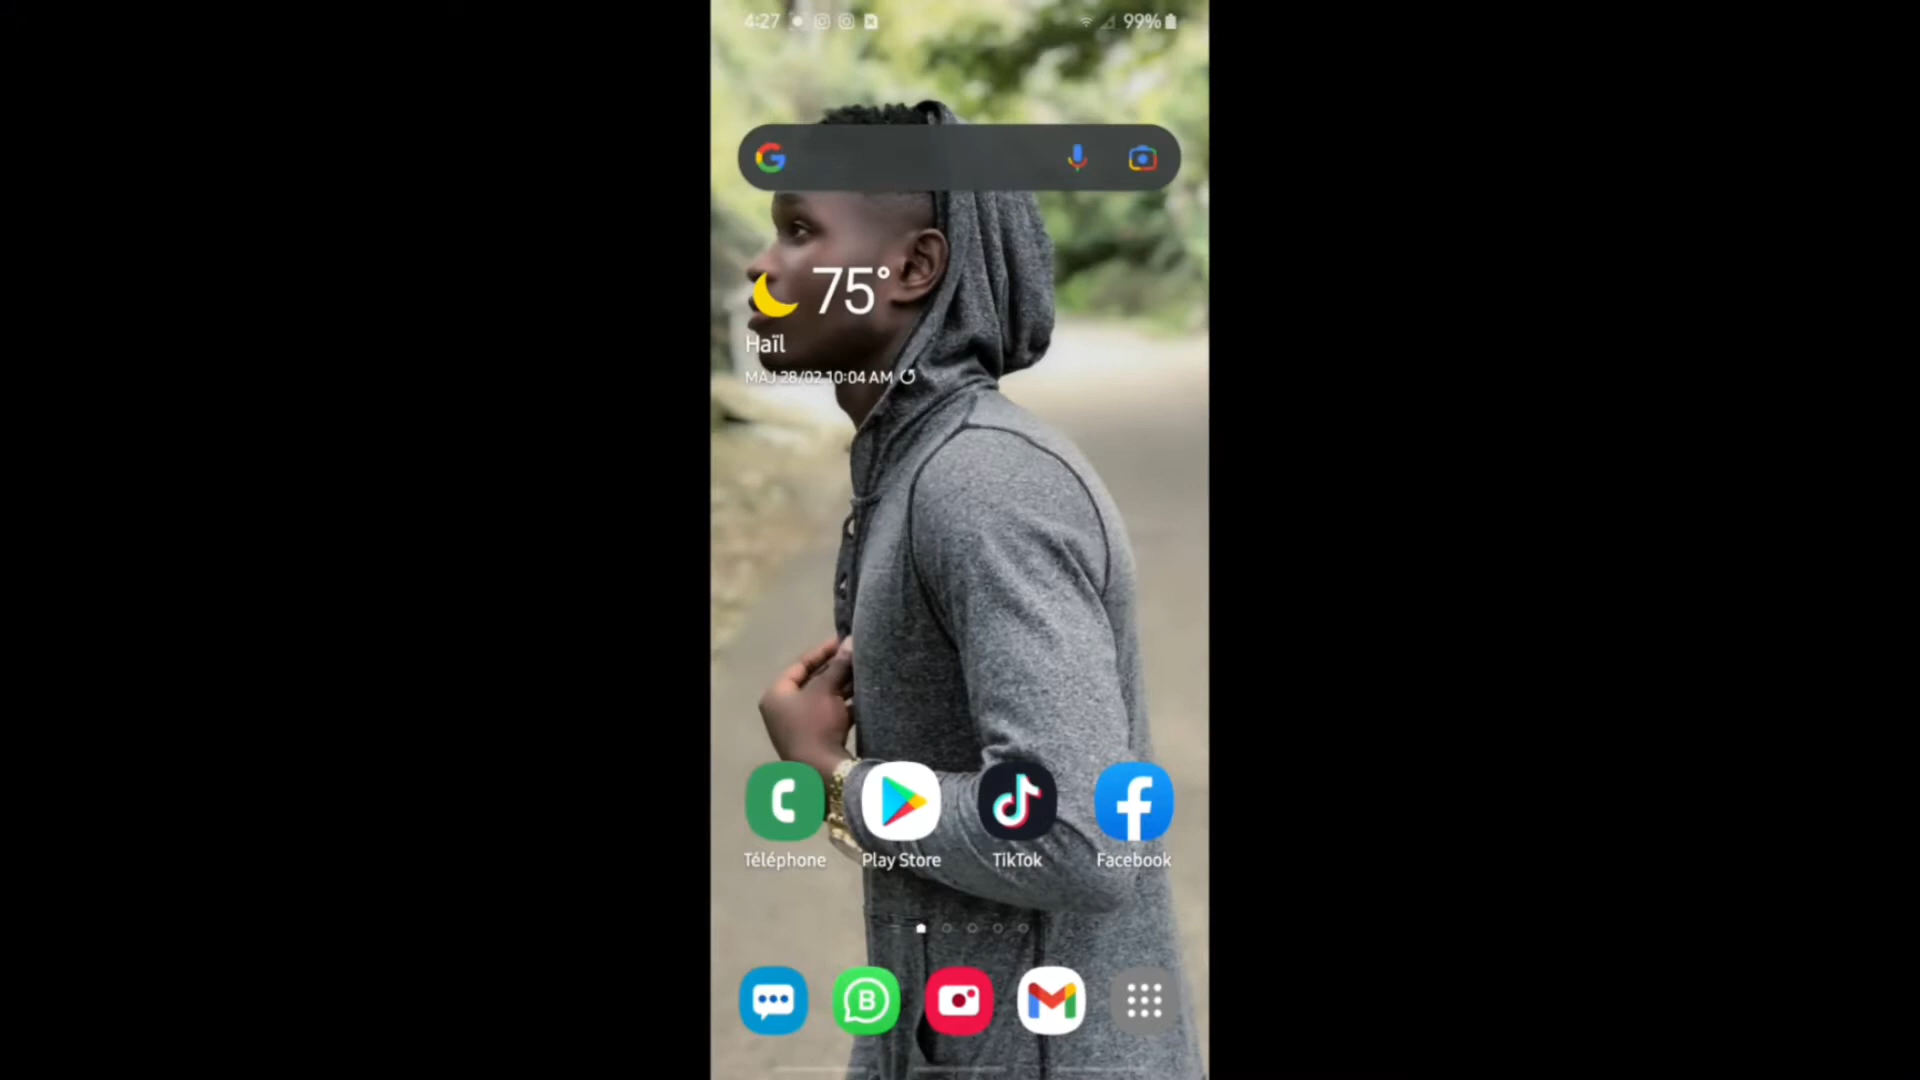 4:27
99%
75°
Haïl
MAJ 28/02 10:04 AM
Téléphone
Play Store
TikTok
Facebook